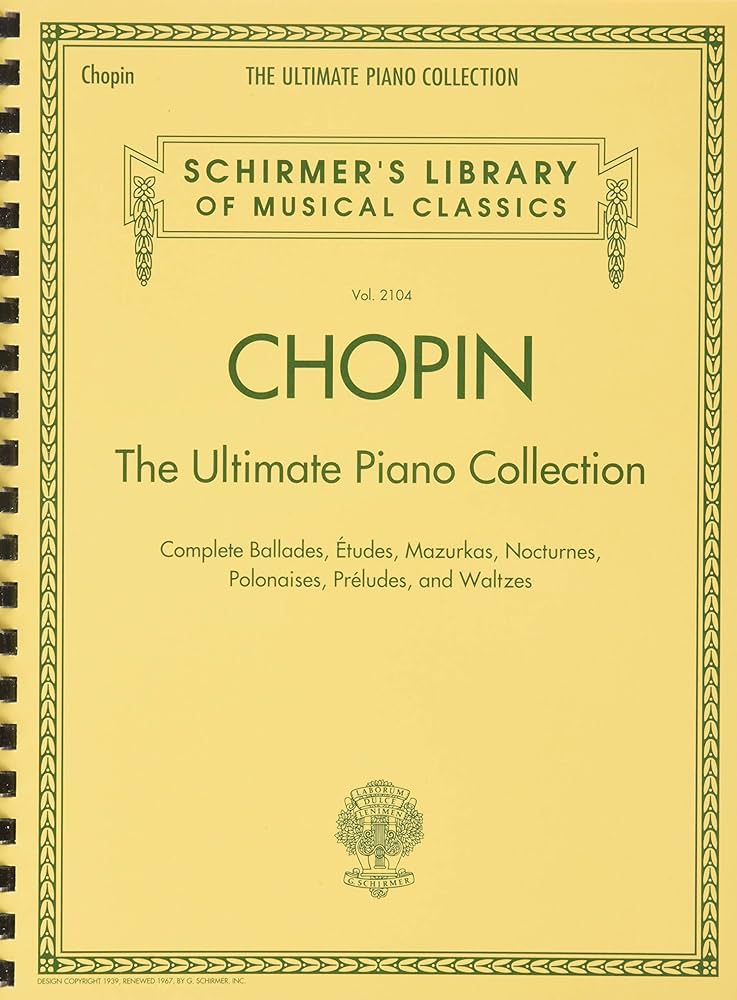 Chopin THE ULTIMATE PIANO COLLECTION
SCHIRMER'S LIBRARY
OF MUSICAL CLASSICS
Vol. 2104
CHOPIN
The Ultimate Piano Collection
Complete Ballades, Études, Mazurkas, Nocturnes,
Polonaises, Préludes, and Waltzes
LABORUM
DULCE
LENIMEN
G. SCHIRMER
DESIGN COPYRIGHT 1939, RENEWED 1967, BY G. SCHIRMER, INC.